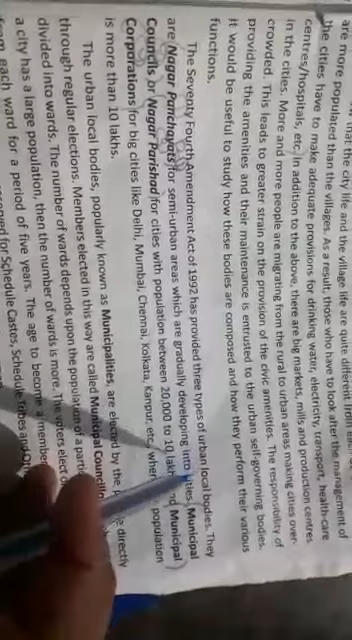 that the city life and the village life are quite different from
are more populated than the villages. As a result, those who have to look after the management of
the cities have to make adequate provisions for drinking water, electricity, transport, health-care
centres/hospitals, etc. In addition to the above, there are big markets, mills and production centres
in the cities. More and more people are migrating from the rural to urban areas making cities over-
crowded. This leads to greater strain on the provision of the civic amenities. The responsibility of
providing the amenities and their maintenance is entrusted to the urban self-governing bodies.
It would be useful to study how these bodies are composed and how they perform their various
functions.
The Seventy Fourth Amendment Act of 1992 has provided three types of urban local bodies. They
are Nagar Panchayats for semi-urban areas which are gradually developing into cities, Municipal
Councils or Nagar Parishad for cities with population between 20,000 to 10 lakh and Municipal
Corporations for big cities like Delhi, Mumbai, Chennai, Kolkata, Kanpur, etc, population
is more than 10 lakhs.
The urban local bodies, popularly known as Municipalities, are elected by the directly
through regular elections. Members elected in this way are called Municipal
divided into wards. The number of wards depends upon the population of a
a city has a large population, then the number of wards is more. The voters elect
from each ward for a period of five years. The age to become a member
for Schedule Castes, Schedule Tribes and